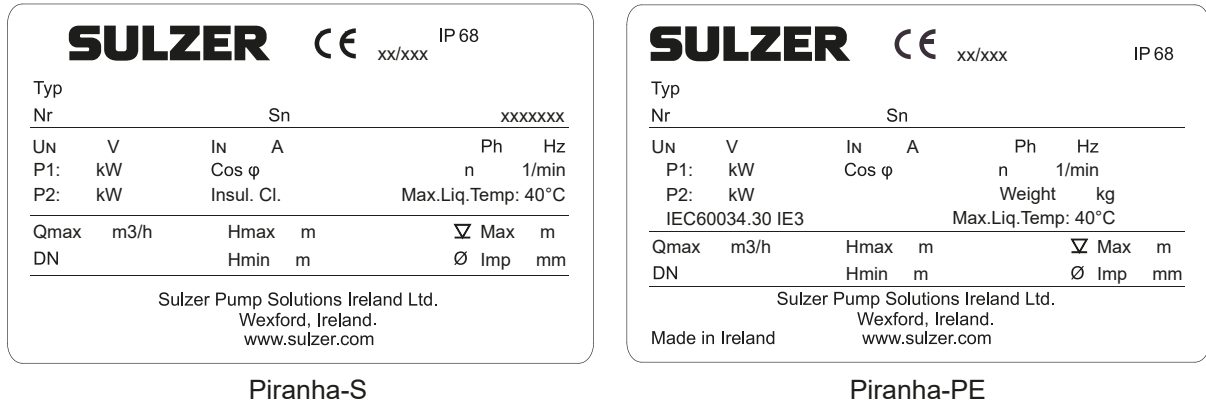 SULZER CE xx/xxx IP 68
Typ
Nr Sn xxxxxxx
UN V IN A Ph Hz
P1: kW Cos φ n 1/min
P2: kW Insul. Cl. Max.Liq.Temp: 40°C
Qmax m3/h Hmax m ∇ Max m
DN Hmin m Ø Imp mm
Sulzer Pump Solutions Ireland Ltd.
Wexford, Ireland.
www.sulzer.com
Piranha-S
SULZER CE xx/xxx IP 68
Typ
Nr Sn
UN V IN A Ph Hz
P1: kW Cos φ n 1/min
P2: kW Weight kg
IEC60034.30 IE3 Max.Liq.Temp: 40°C
Qmax m3/h Hmax m ∇ Max m
DN Hmin m Ø Imp mm
Sulzer Pump Solutions Ireland Ltd.
Wexford, Ireland.
Made in Ireland www.sulzer.com
Piranha-PE